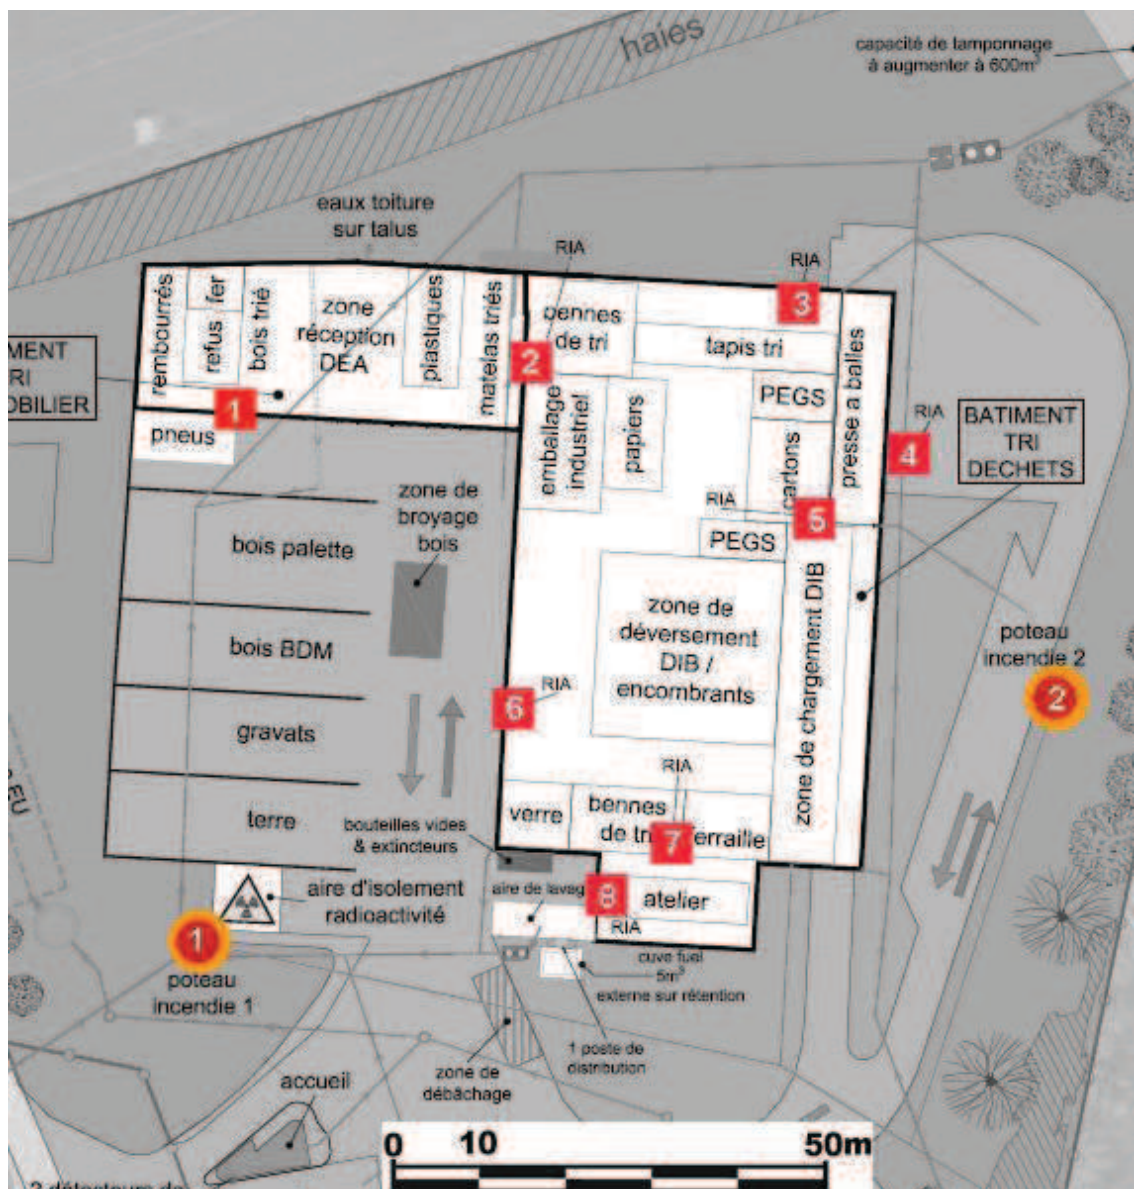 haies
capacité de tamponnage
à augmenter à 600m³
eaux toiture
sur talus
RIA
RIA
3
rembourrés
refus
fer
bois trié
zone
réception
DEA
plastiques
matelas triés
bennes
de tri
tapis tri
2
PEGS
presse a balles
TRI
1
pneus
emballage
industriel
papiers
cartons
RIA
4
BATIMENT
TRI
DECHETS
RIA
5
PEGS
zone de
broyage
bois
bois palette
bois BDM
gravats
terre
zone de
déversement
DIB /
encombrants
zone de chargement DIB
poteau
incendie 2
2
RIA
6
RIA
verre
bennes
de tri
7
bouteilles vides
& extincteurs
aire de lavag
8
atelier
RIA
aire d'isolement
radioactivité
1
poteau
incendie 1
cuve fuel
5m³
externe sur rétention
1 poste de
distribution
zone de
débâchage
accueil
0 10 50m